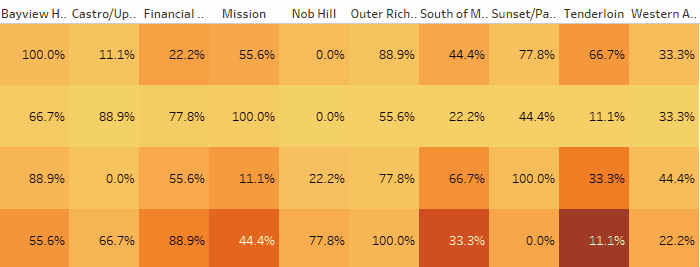 Bayview H.. Castro/Up.. Financial .. Mission Nob Hill Outer Rich.. South of M.. Sunset/Pa.. Tenderloin Western A..
100.0% 11.1% 22.2% 55.6% 0.0% 88.9% 44.4% 77.8% 66.7% 33.3%
66.7% 88.9% 77.8% 100.0% 0.0% 55.6% 22.2% 44.4% 11.1% 33.3%
88.9% 0.0% 55.6% 11.1% 22.2% 77.8% 66.7% 100.0% 33.3% 44.4%
55.6% 66.7% 88.9% 44.4% 77.8% 100.0% 33.3% 0.0% 11.1% 22.2%